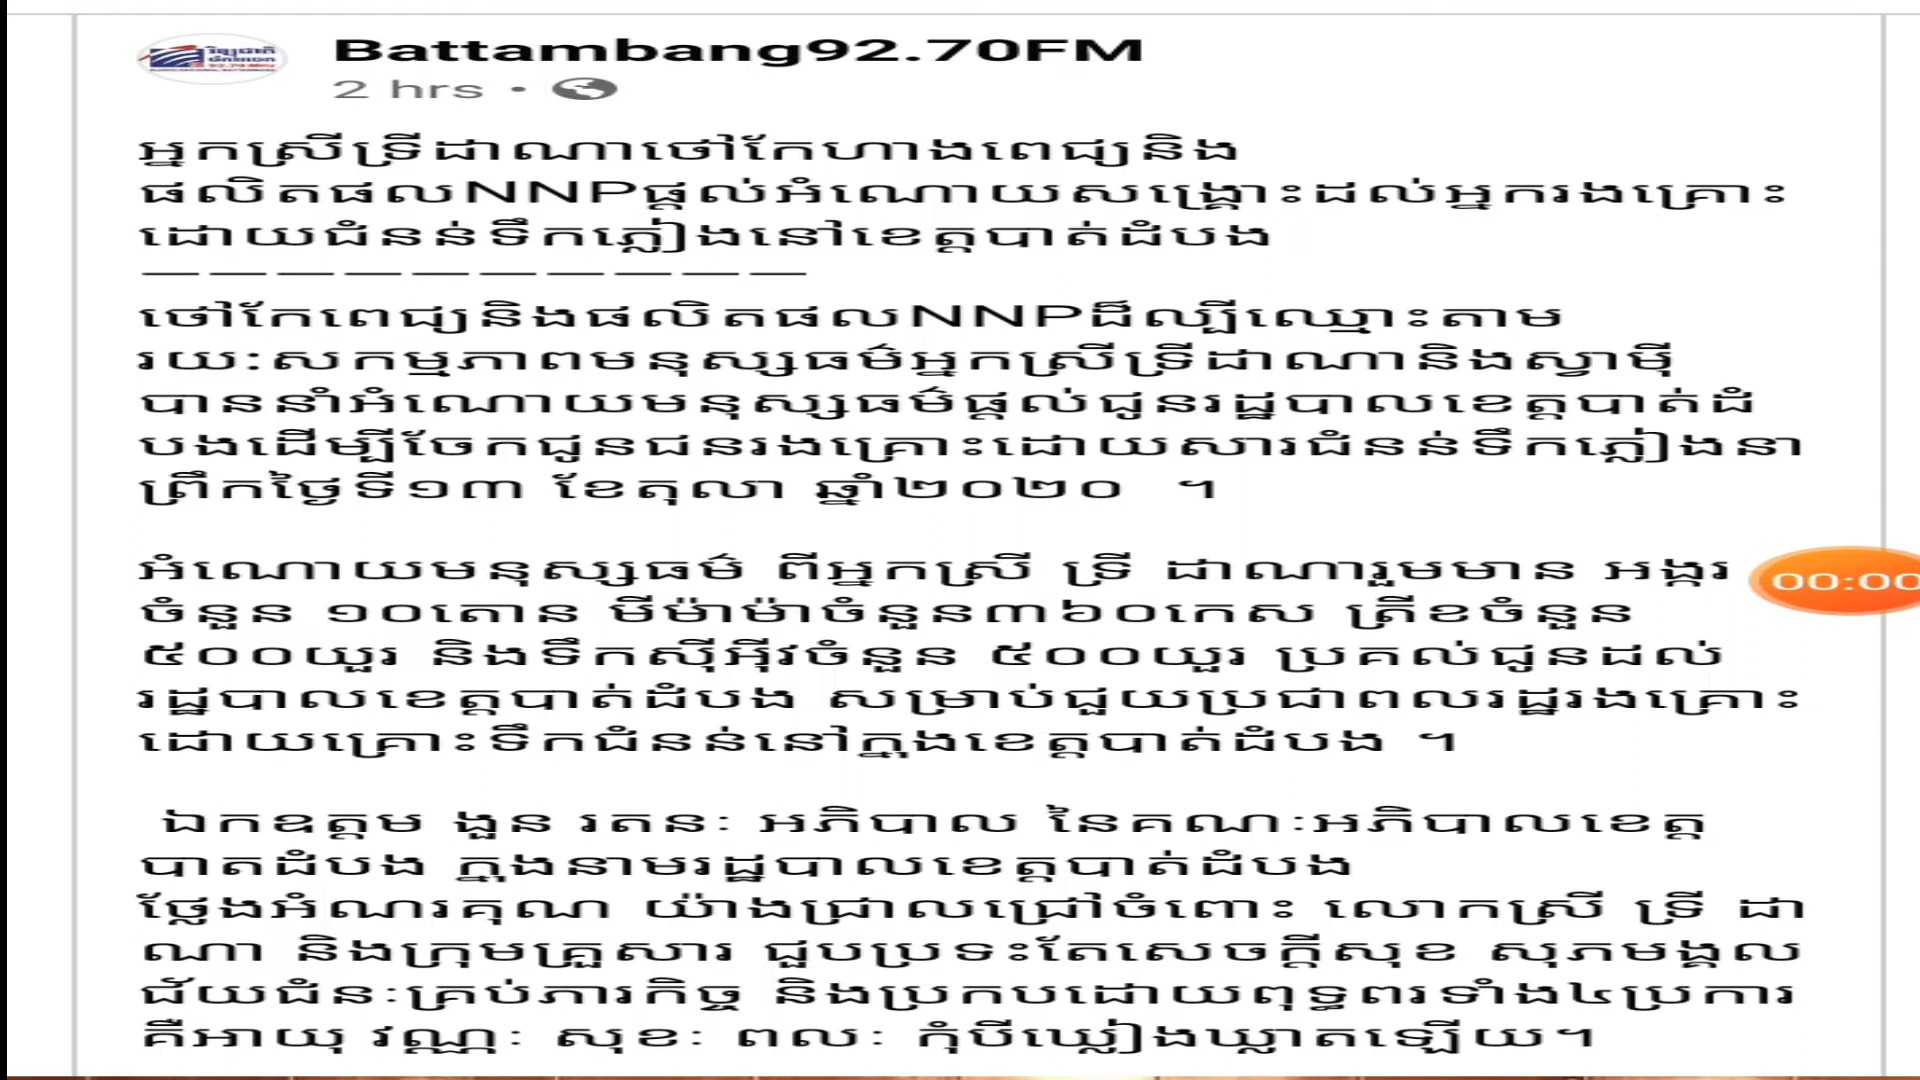 Battambang92.70FM
2 hrs
អ្នកស្រីទ្រីដាណាថៅកែហាងពេជ្យនិង
ផលិតផលNNPផ្តល់អំណោយសង្គ្រោះដល់អ្នករងគ្រោះ
ដោយជំនន់ទឹកភ្លៀងនៅខេត្តបាត់ដំបង
——————————
ថៅកែពេជ្យនិងផលិតផលNNPដ៏ល្បីឈ្មោះតាម
រយ:សកម្មភាពមនុស្សធម៌អ្នកស្រីទ្រីដាណានិងស្វាម៉ី
បាននាំអំណោយមនុស្សធម៌ផ្តល់ជូនរដ្ឋបាលខេត្តបាត់ដំ
បងដើម្បីចែកជូនជនរងគ្រោះដោយសារជំនន់ទឹកភ្លៀងនា
ព្រឹកថ្ងៃទី១៣ ខែតុលា ឆ្នាំ២០២០ ។
អំណោយមនុស្សធម៌ ពីអ្នកស្រី ទ្រី ដាណារួមមាន អង្ករ
ចំនួន ១០តោន មីម៉ាម៉ាចំនួន៣៦០កេស ត្រីខចំនួន
៥០០យួរ និងទឹកស៊ីអ៊ីវចំនួន ៥០០យួរ ប្រគល់ជូនដល់
រដ្ឋបាលខេត្តបាត់ដំបង សម្រាប់ជួយប្រជាពលរដ្ឋរងគ្រោះ
ដោយគ្រោះទឹកជំនន់នៅក្នុងខេត្តបាត់ដំបង ។
ឯកឧត្តម ងួន រតនៈ អភិបាល នៃគណៈអភិបាលខេត្ត
បាតដំបង ក្នុងនាមរដ្ឋបាលខេត្តបាត់ដំបង
ថ្លែងអំណរគុណ យ៉ាងជ្រាលជ្រៅចំពោះ លោកស្រី ទ្រី ដា
ណា និងក្រុមគ្រួសារ ជួបប្រទះតែសេចក្តីសុខ សុភមង្គល
ជ័យជំនៈគ្រប់ភារកិច្ច និងប្រកបដោយពុទ្ធពរទាំង៤ប្រការ
គឺអាយុ វណ្ណៈ សុខៈ ពលៈ កុំបីឃ្លៀងឃ្លាតឡើយ។
00:00